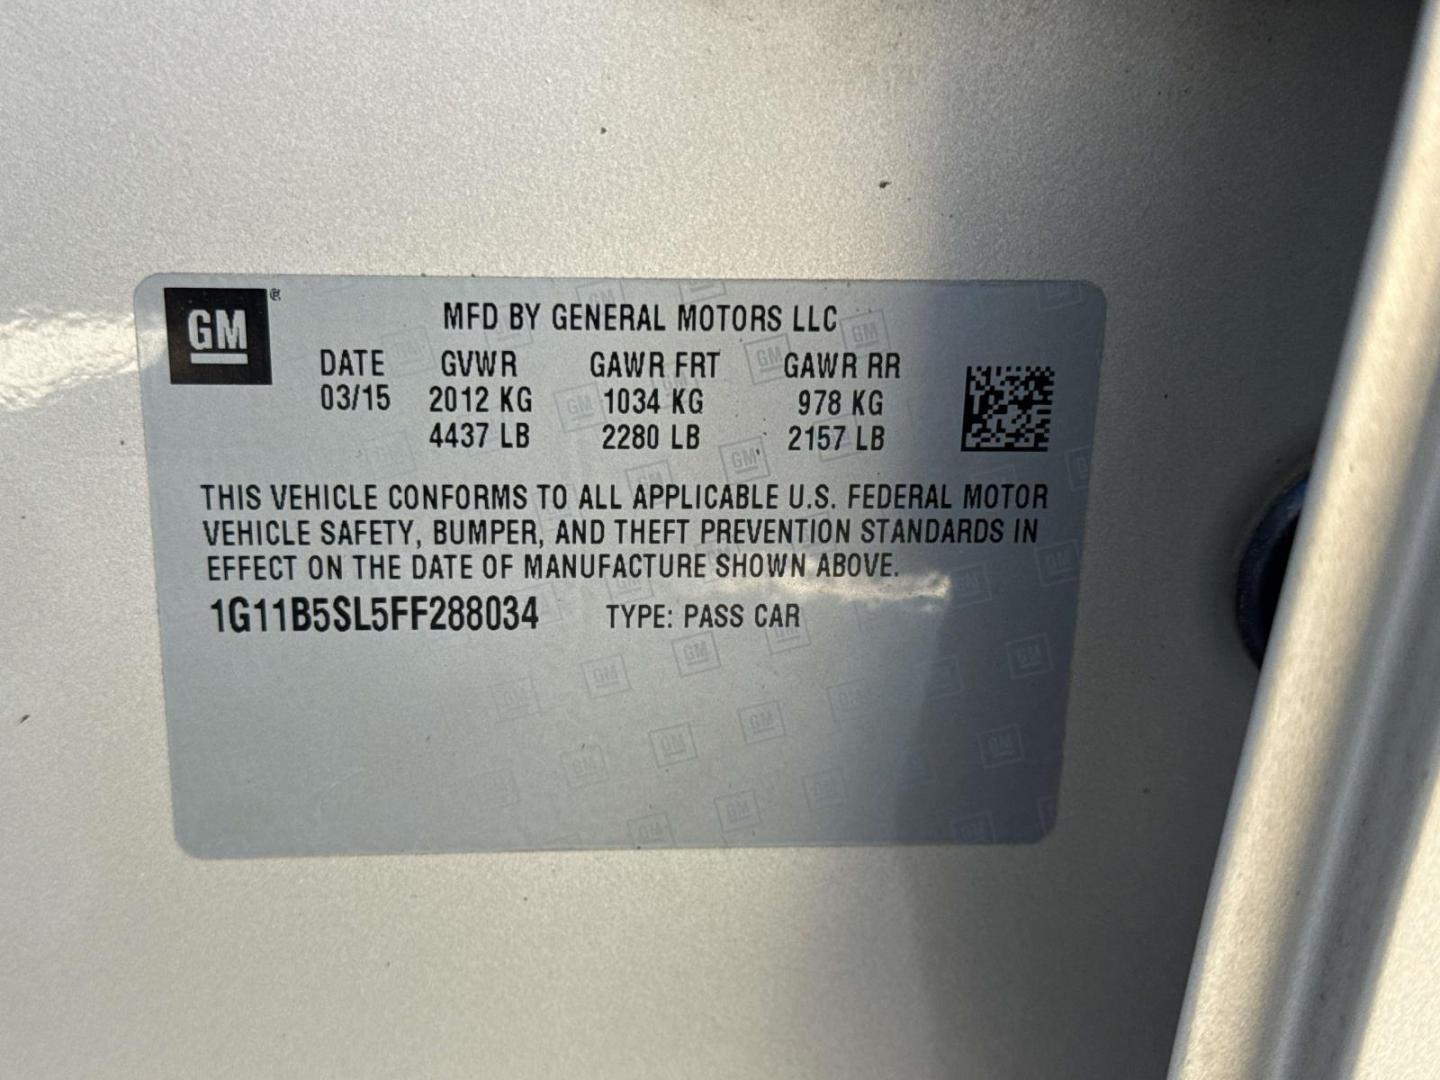 GM
MFD BY GENERAL MOTORS LLC
DATE GVWR GAWR FRT GAWR RR
03/15 2012 KG 1034 KG 978 KG
4437 LB 2280 LB 2157 LB
THIS VEHICLE CONFORMS TO ALL APPLICABLE U.S. FEDERAL MOTOR
VEHICLE SAFETY, BUMPER, AND THEFT PREVENTION STANDARDS IN
EFFECT ON THE DATE OF MANUFACTURE SHOWN ABOVE.
1G11B5SL5FF288034 TYPE: PASS CAR